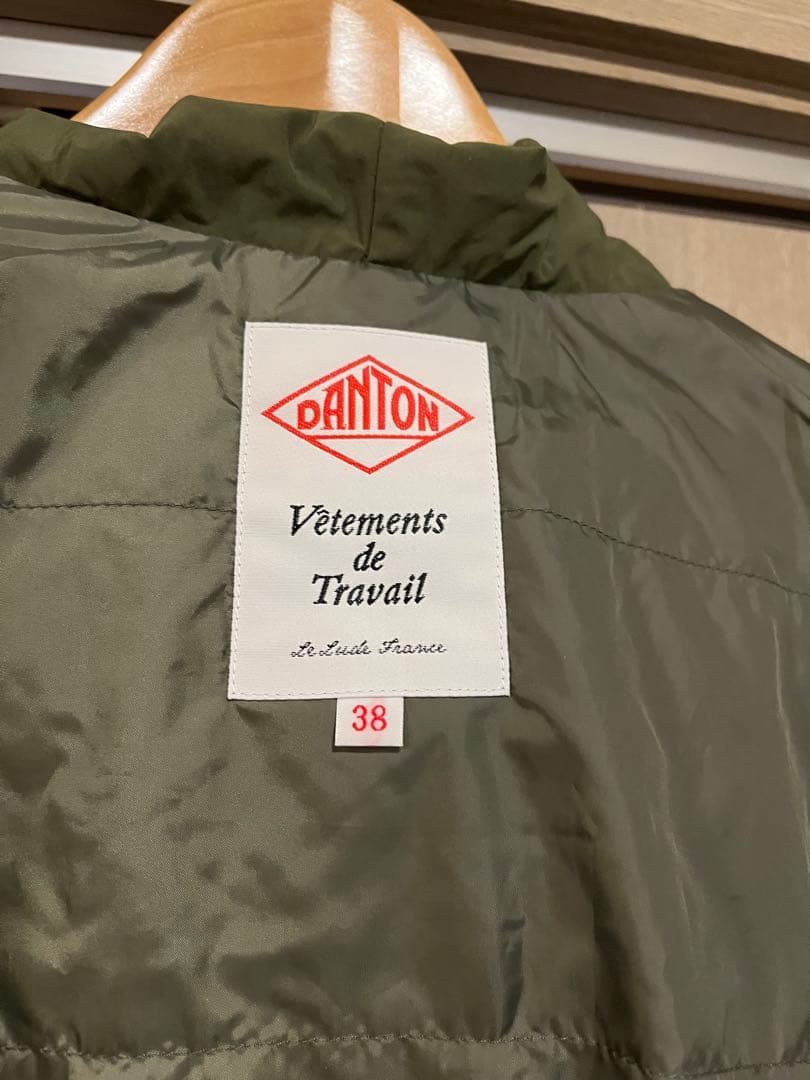 DANTON
Vêtements
de
Travail
Le Lude France
38